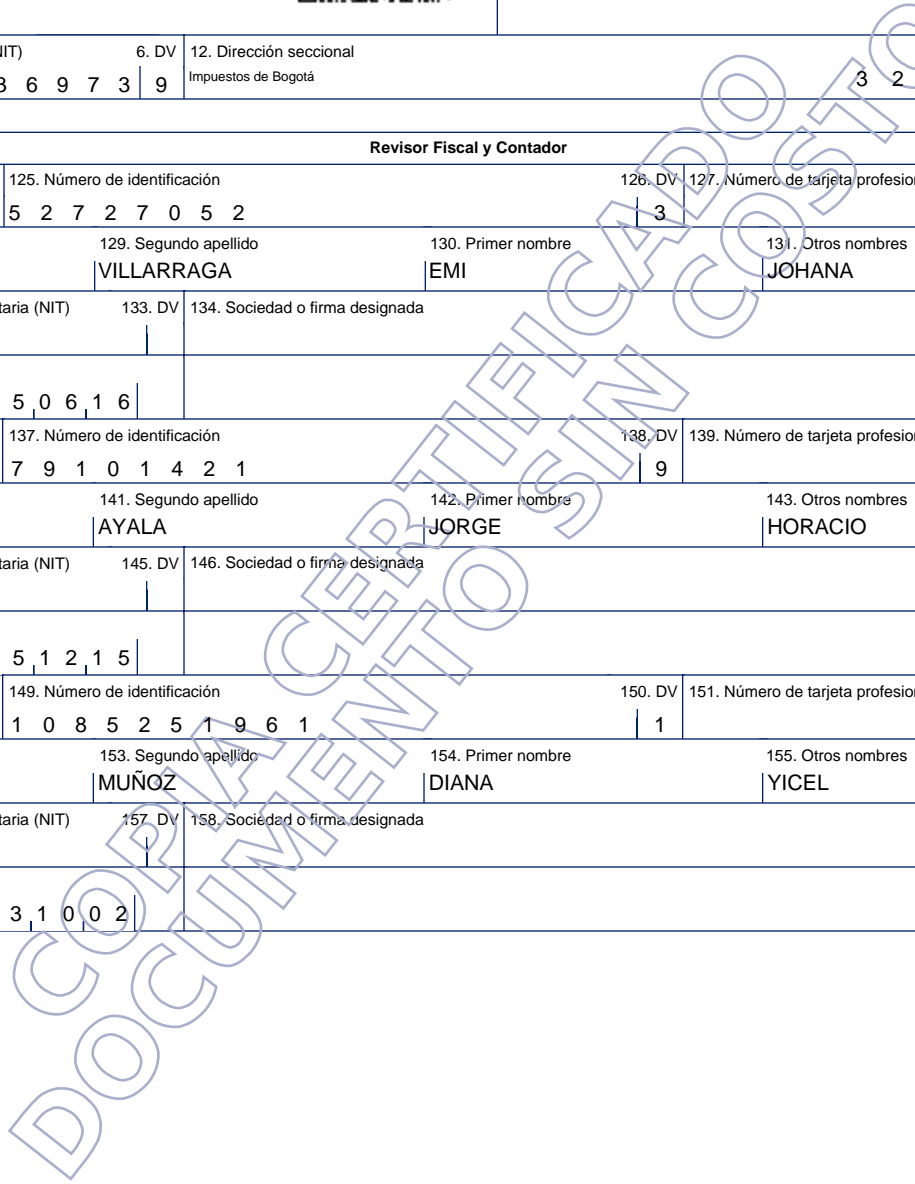 NIT) 6. DV 12. Dirección seccional
3 6 9 7 3 9 Impuestos de Bogotá 3 2
Revisor Fiscal y Contador
125. Número de identificación 126. DV 127. Número de tarjeta profesion
5 2 7 2 7 0 5 2 3
129. Segundo apellido 130. Primer nombre 131. Otros nombres
VILLARRAGA EMI JOHANA
taria (NIT) 133. DV 134. Sociedad o firma designada
5 0 6 1 6
137. Número de identificación 138. DV 139. Número de tarjeta profesion
7 9 1 0 1 4 2 1 9
141. Segundo apellido 142. Primer nombre 143. Otros nombres
AYALA JORGE HORACIO
taria (NIT) 145. DV 146. Sociedad o firma designada
5 1 2 1 5
149. Número de identificación 150. DV 151. Número de tarjeta profesion
1 0 8 5 2 5 1 9 6 1 1
153. Segundo apellido 154. Primer nombre 155. Otros nombres
MUÑOZ DIANA YICEL
taria (NIT) 157. DV 158. Sociedad o firma designada
3 1 0 0 2
COPIA CERTIFICADO
DOCUMENTO SIN COSTO